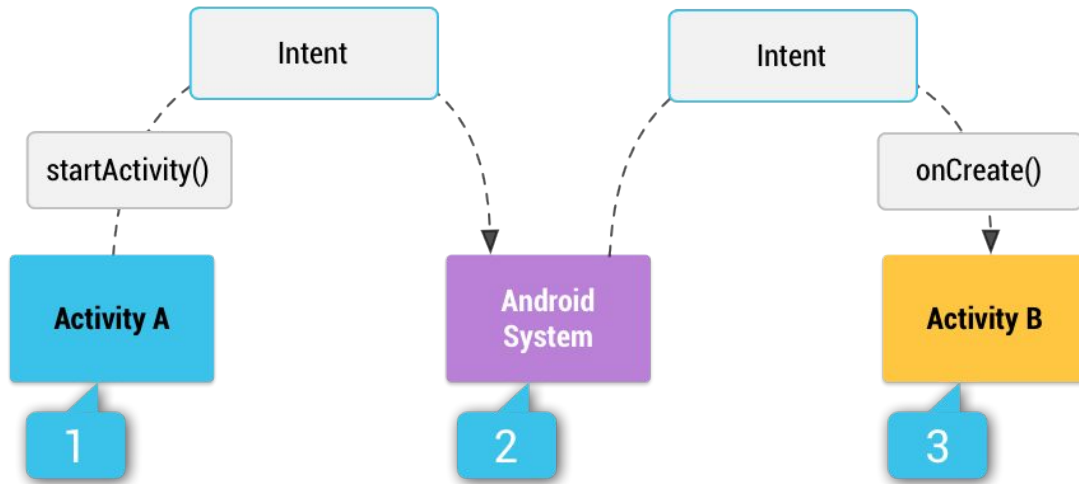 Intent
Intent
startActivity()
onCreate()
Activity A
Android
System
Activity B
1
2
3